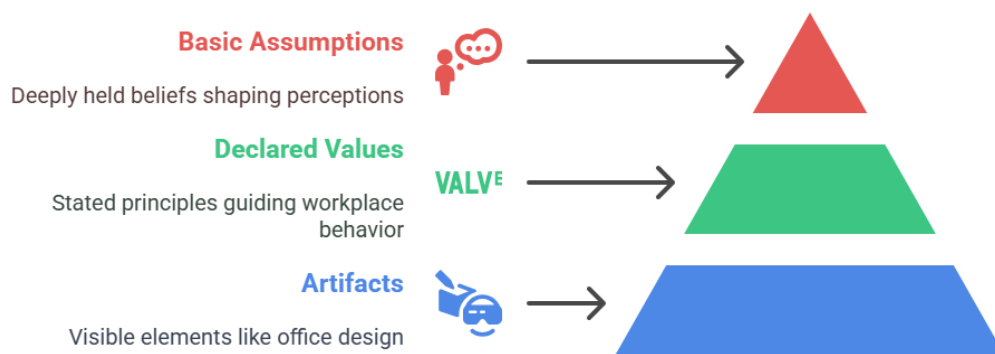 Basic Assumptions
Deeply held beliefs shaping perceptions
Declared Values
VALVE
Stated principles guiding workplace
behavior
Artifacts
Visible elements like office design